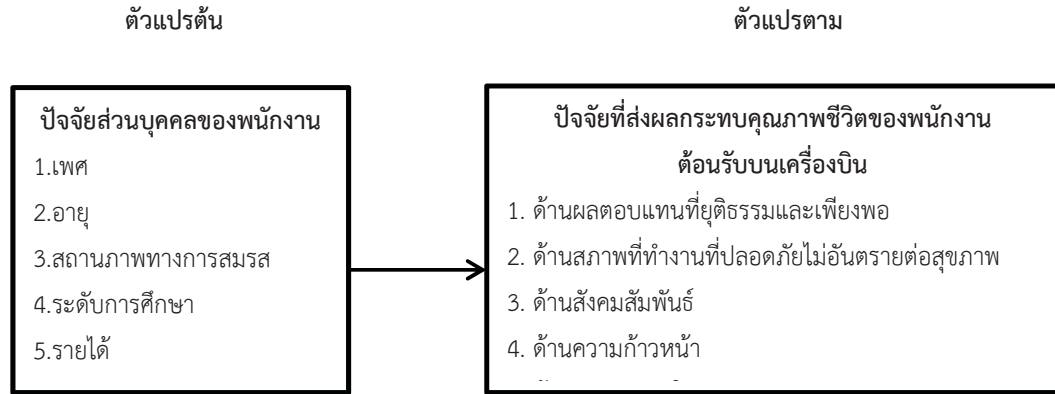 ตัวแปรต้น
ตัวแปรตาม
ปัจจัยส่วนบุคคลของพนักงาน
1.เพศ
2.อายุ
3.สถานภาพทางการสมรส
4.ระดับการศึกษา
5.รายได้
ปัจจัยที่ส่งผลกระทบคุณภาพชีวิตของพนักงาน
ต้อนรับบนเครื่องบิน
1. ด้านผลตอบแทนที่ยุติธรรมและเพียงพอ
2. ด้านสภาพที่ทำงานที่ปลอดภัยไม่อันตรายต่อสุขภาพ
3. ด้านสังคมสัมพันธ์
4. ด้านความก้าวหน้า